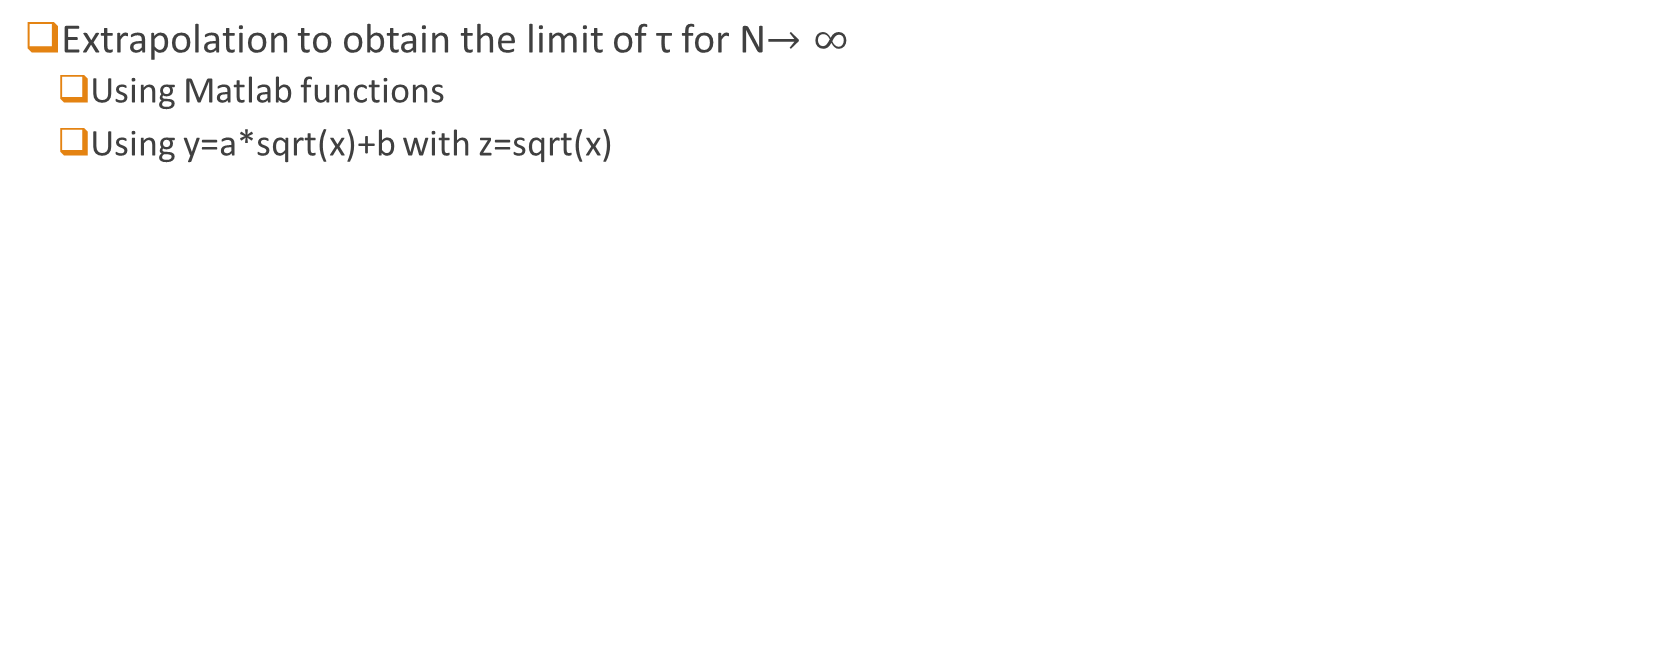 Extrapolation to obtain the limit of τ for N→ ∞
Using Matlab functions
Using y=a*sqrt(x)+b with z=sqrt(x)